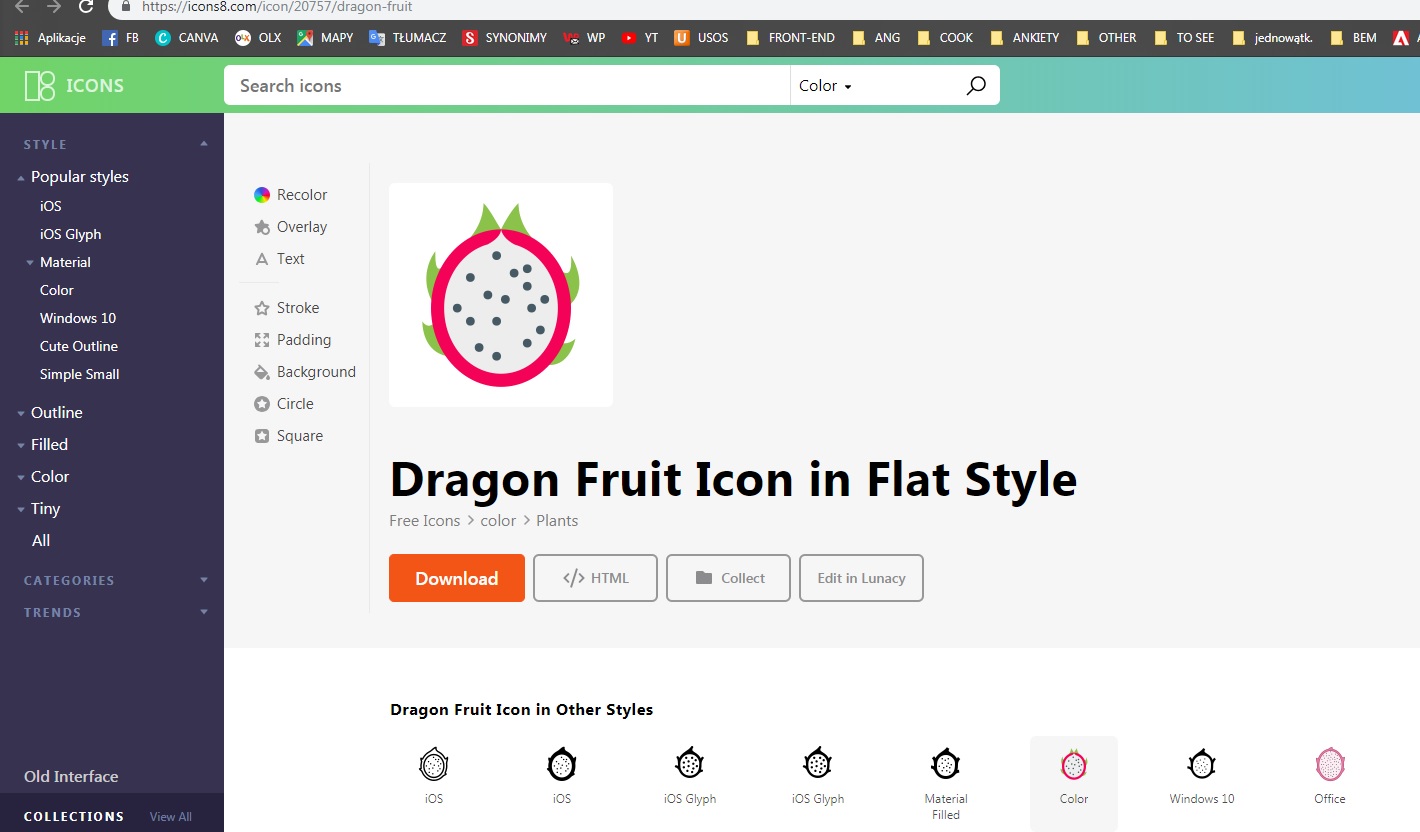 https://icons8.com/icon/20757/dragon-fruit
Aplikacje FB CANVA OLX MAPY TŁUMACZ SYNONIMY WP YT USOS FRONT-END ANG COOK ANKIETY OTHER TO SEE jednowątk. BEM
ICONS
Search icons
Color
STYLE
Popular styles
iOS
iOS Glyph
Material
Color
Windows 10
Cute Outline
Simple Small
Outline
Filled
Color
Tiny
All
CATEGORIES
TRENDS
Old Interface
COLLECTIONS View All
Recolor
Overlay
Text
Stroke
Padding
Background
Circle
Square
Dragon Fruit Icon in Flat Style
Free Icons > color > Plants
Download
</> HTML
Collect
Edit in Lunacy
Dragon Fruit Icon in Other Styles
iOS
iOS
iOS Glyph
iOS Glyph
Material
Filled
Color
Windows 10
Office